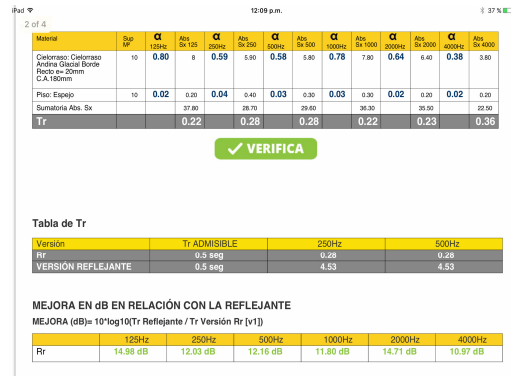 iPad 12:09 p.m. 37 %
2 of 4
Material Sup M² α 125Hz Abs Sx 125 α 250Hz Abs Sx 250 α 500Hz Abs Sx 500 α 1000Hz Abs Sx 1000 α 2000Hz Abs Sx 2000 α 4000Hz Abs Sx 4000
Cielorraso: Cielorraso 10 0.80 8 0.59 5.90 0.58 5.80 0.78 7.80 0.64 6.40 0.38 3.80
Andina Glacial Borde
Recto e= 20mm
C.A.180mm
Piso: Espejo 10 0.02 0.20 0.04 0.40 0.03 0.30 0.03 0.30 0.02 0.20 0.02 0.20
Sumatoria Abs. Sx 37.80 28.70 29.60 36.30 35.50 22.50
Tr 0.22 0.28 0.28 0.22 0.23 0.36
VERIFICA
Tabla de Tr
Versión Tr ADMISIBLE 250Hz 500Hz
Rr 0.5 seg 0.28 0.28
VERSIÓN REFLEJANTE 0.5 seg 4.53 4.53
MEJORA EN dB EN RELACIÓN CON LA REFLEJANTE
MEJORA (dB)= 10*log10(Tr Reflejante / Tr Versión Rr [v1])
125Hz 250Hz 500Hz 1000Hz 2000Hz 4000Hz
Rr 14.98 dB 12.03 dB 12.16 dB 11.80 dB 14.71 dB 10.97 dB